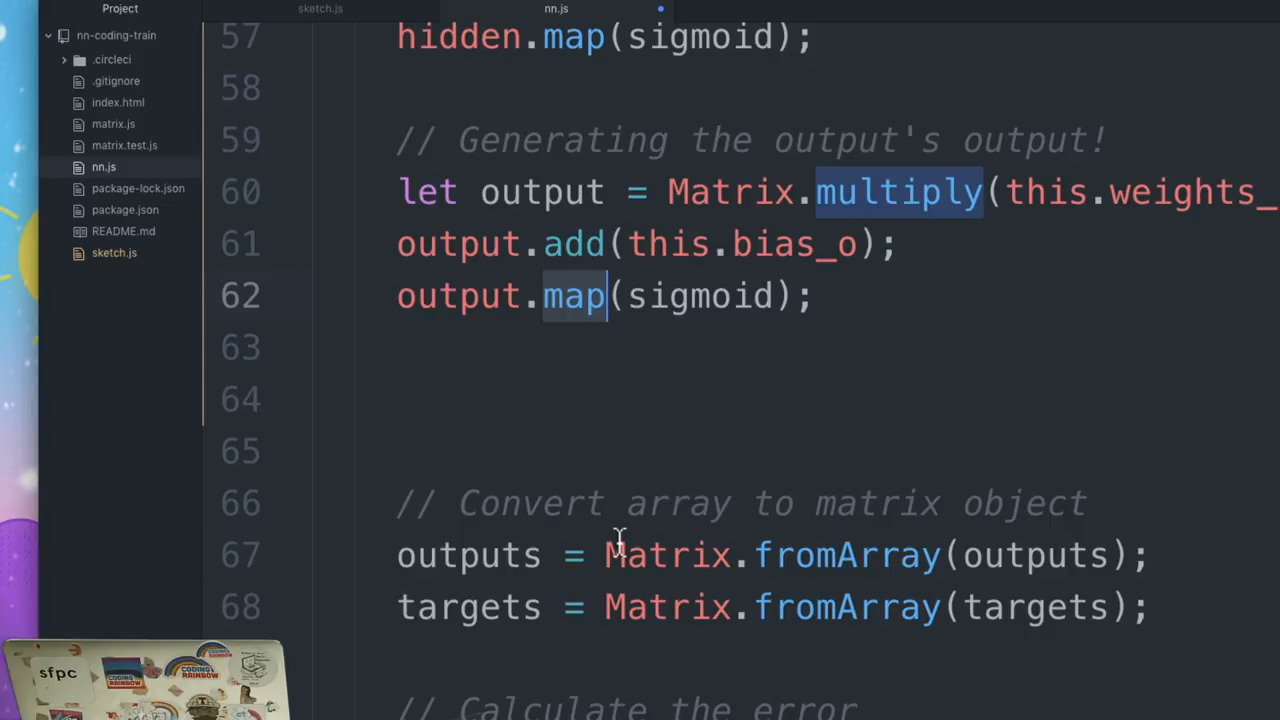 Project
sketch.js
nn.js
nn-coding-train
.circleci
.gitignore
index.html
matrix.js
matrix.test.js
nn.js
package-lock.json
package.json
README.md
sketch.js
57 hidden.map(sigmoid);
58
59 // Generating the output's output!
60 let output = Matrix.multiply(this.weights_
61 output.add(this.bias_o);
62 output.map(sigmoid);
63
64
65
66 // Convert array to matrix object
67 outputs = Matrix.fromArray(outputs);
68 targets = Matrix.fromArray(targets);
// Calculate the error
sfpc
CODING RAINBOW
CODING RAINBOW